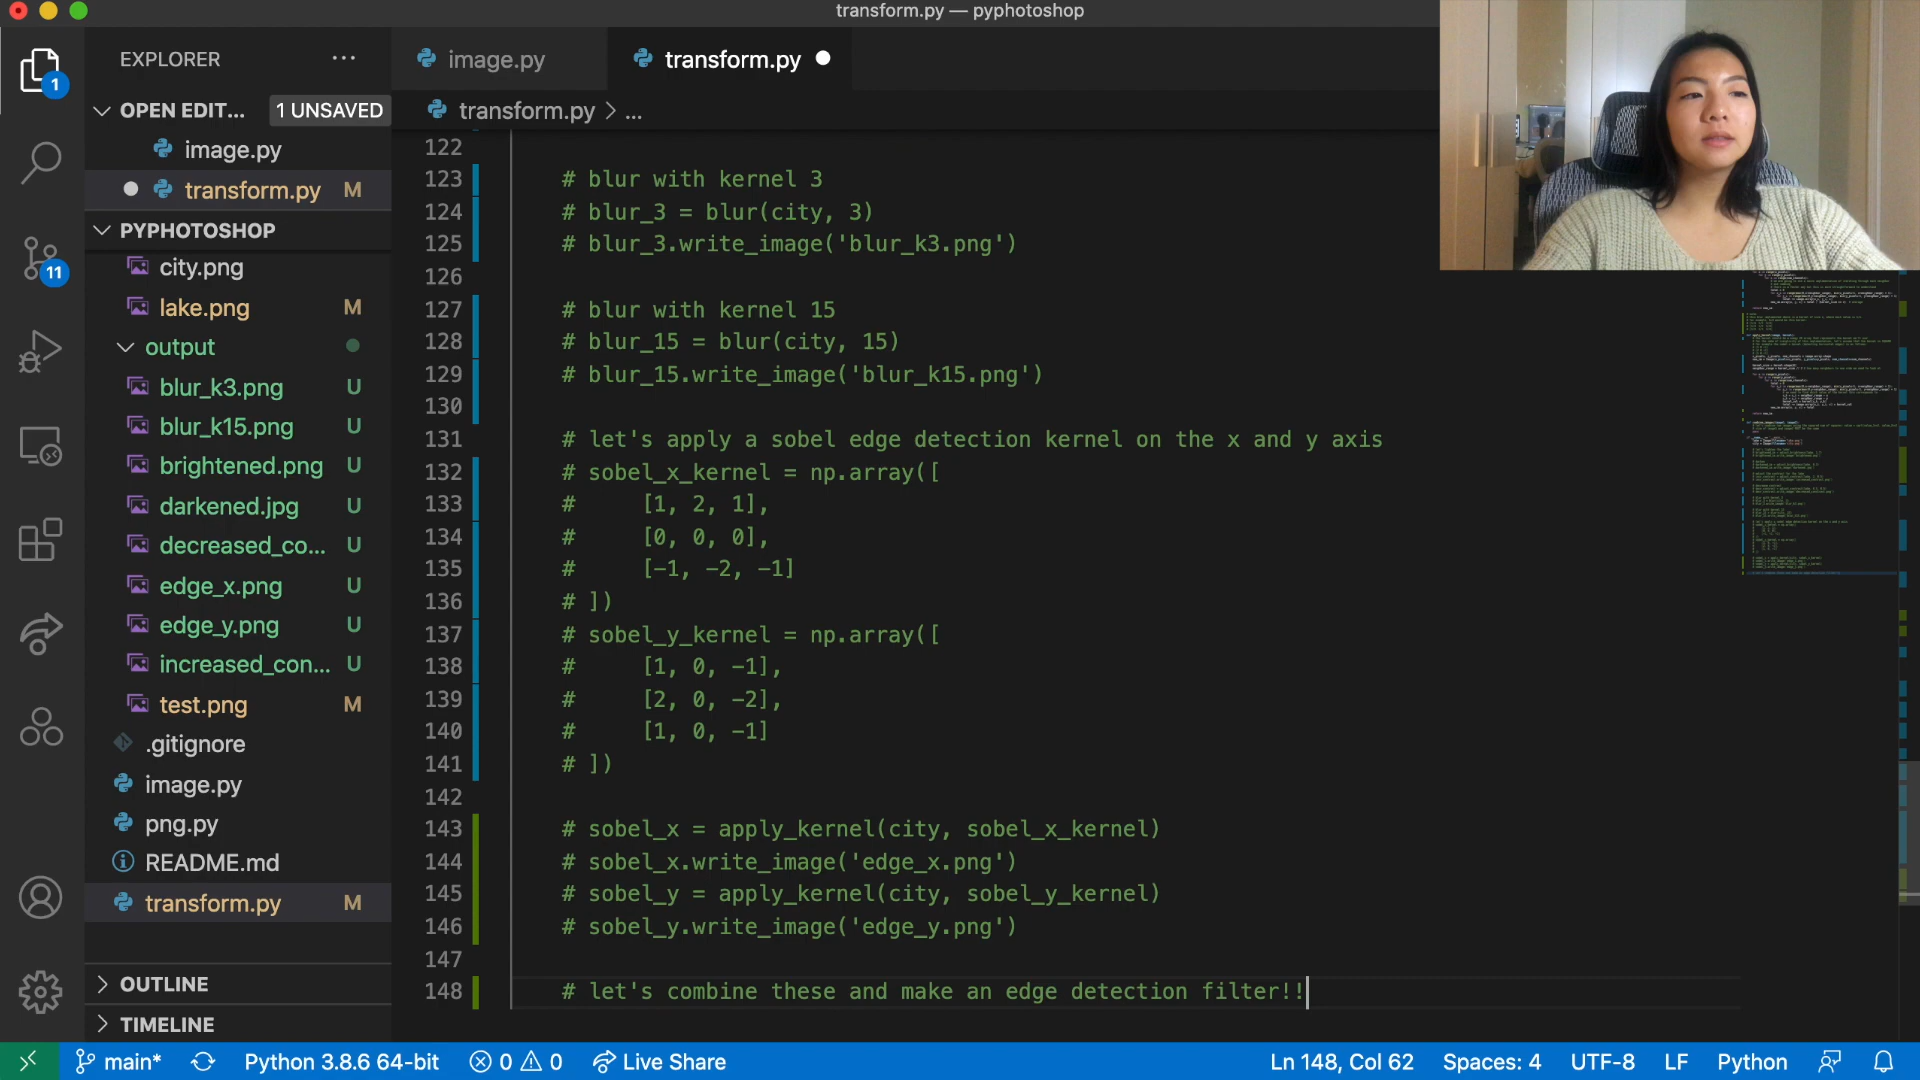 transform.py — pyphotoshop
EXPLORER
image.py
transform.py
1
OPEN EDIT...
1 UNSAVED
transform.py > ...
image.py
transform.py M
PYPHOTOSHOP
city.png
lake.png M
output
blur_k3.png U
blur_k15.png U
brightened.png U
darkened.jpg U
decreased_co... U
edge_x.png U
edge_y.png U
increased_con... U
test.png M
.gitignore
image.py
png.py
README.md
transform.py M
OUTLINE
TIMELINE
11
122
123 # blur with kernel 3
124 # blur_3 = blur(city, 3)
125 # blur_3.write_image('blur_k3.png')
126
127 # blur with kernel 15
128 # blur_15 = blur(city, 15)
129 # blur_15.write_image('blur_k15.png')
130
131 # let's apply a sobel edge detection kernel on the x and y axis
132 # sobel_x_kernel = np.array([
133 #     [1, 2, 1],
134 #     [0, 0, 0],
135 #     [-1, -2, -1]
136 # ])
137 # sobel_y_kernel = np.array([
138 #     [1, 0, -1],
139 #     [2, 0, -2],
140 #     [1, 0, -1]
141 # ])
142
143 # sobel_x = apply_kernel(city, sobel_x_kernel)
144 # sobel_x.write_image('edge_x.png')
145 # sobel_y = apply_kernel(city, sobel_y_kernel)
146 # sobel_y.write_image('edge_y.png')
147
148 # let's combine these and make an edge detection filter!!
main* Python 3.8.6 64-bit 0 0 Live Share Ln 148, Col 62 Spaces: 4 UTF-8 LF Python